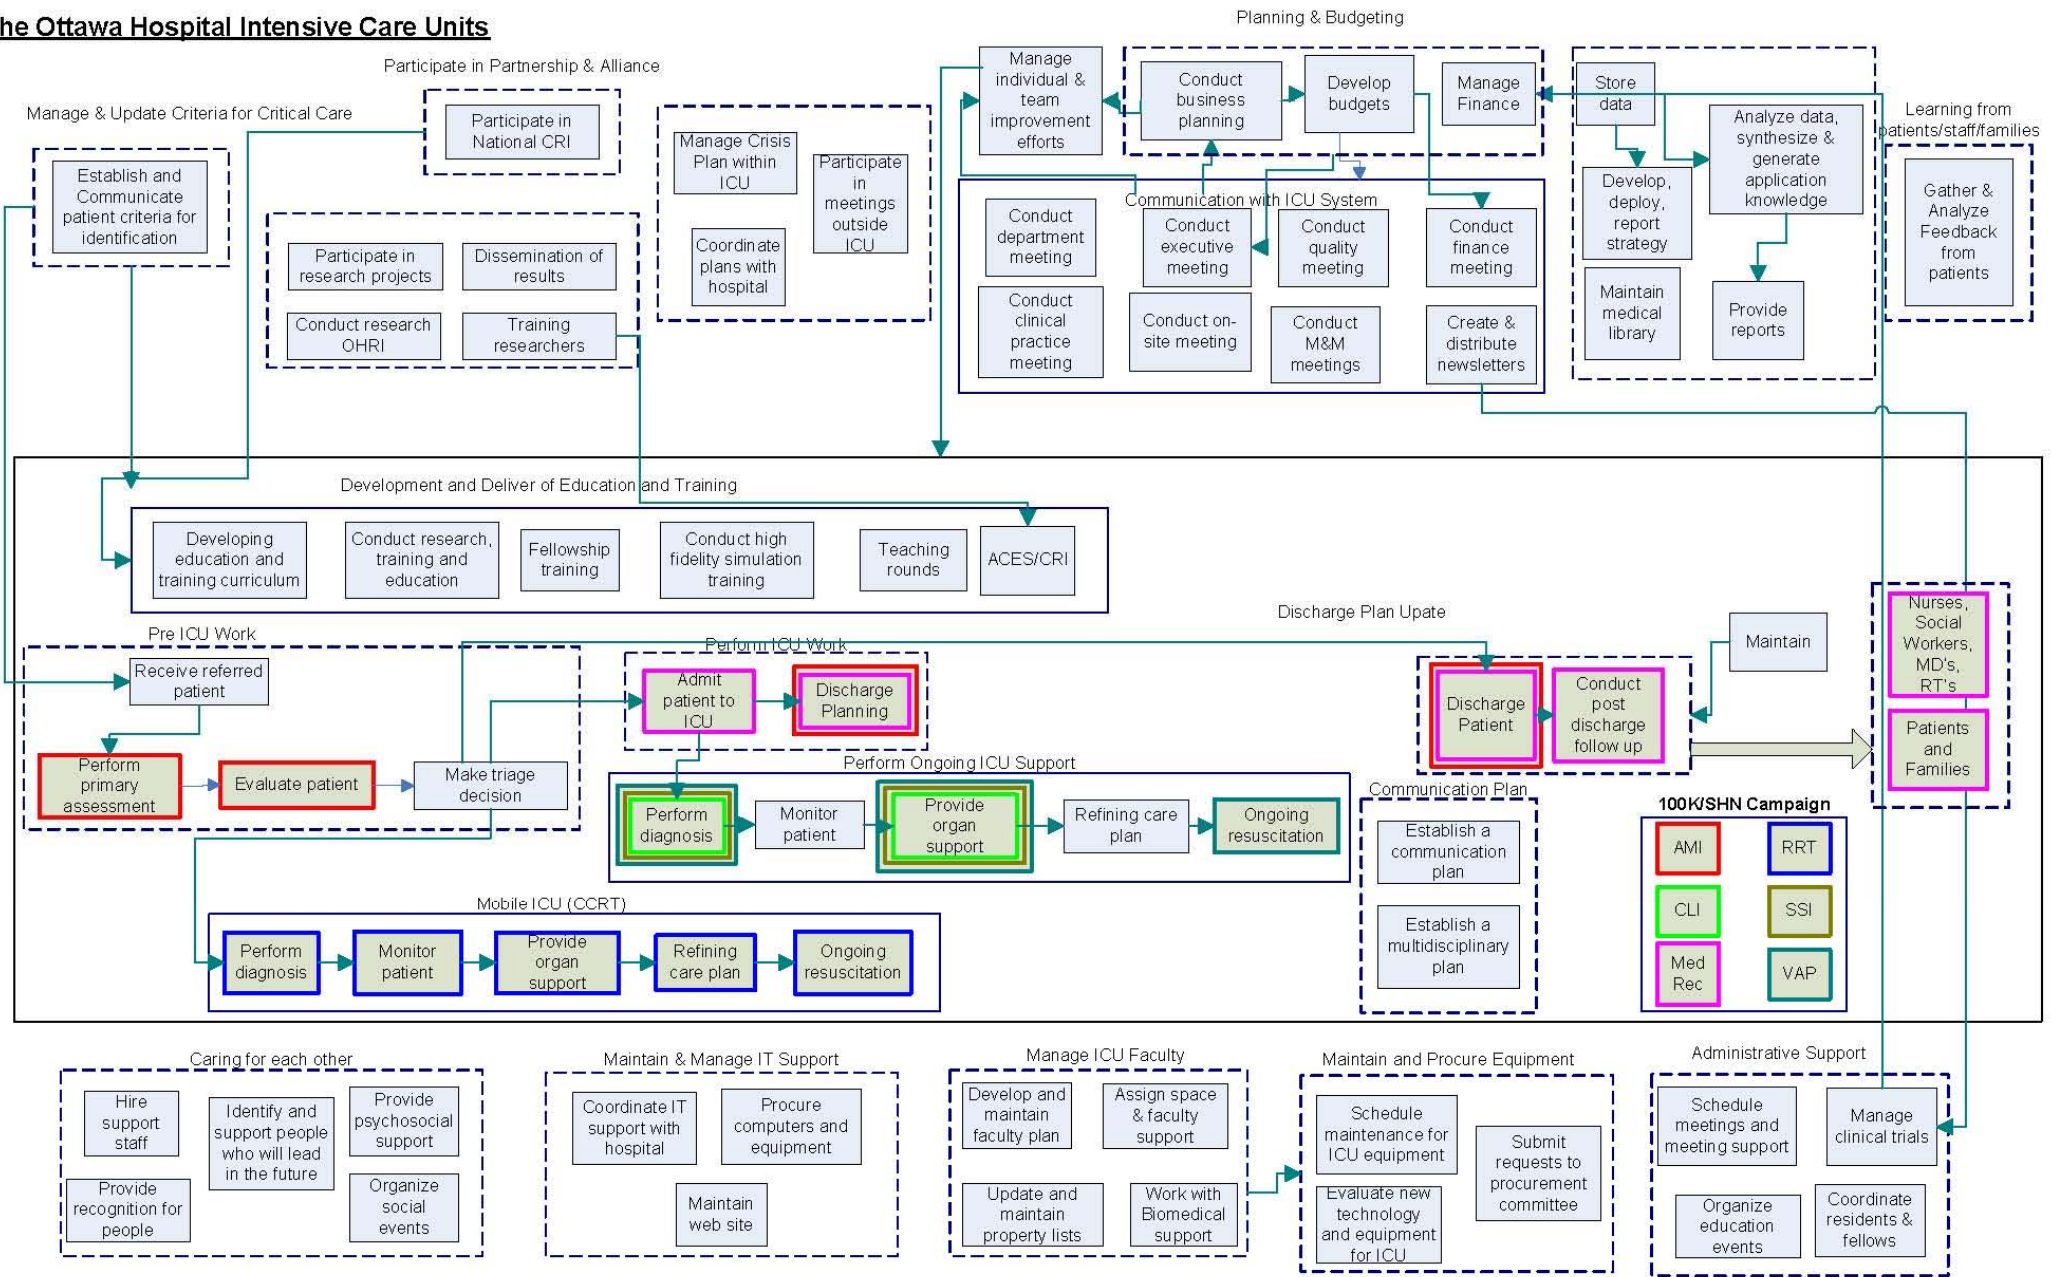 he Ottawa Hospital Intensive Care Units
Planning & Budgeting
Participate in Partnership & Alliance
Manage & Update Criteria for Critical Care
Learning from
patients/staff/families
Establish and
Communicate
patient criteria for
identification
Participate in
National CRI
Participate in
research projects
Dissemination of
results
Conduct research
OHRI
Training
researchers
Manage Crisis
Plan within
ICU
Participate
in
meetings
outside
ICU
Coordinate
plans with
hospital
Manage
individual &
team
improvement
efforts
Conduct
business
planning
Develop
budgets
Manage
Finance
Communication with ICU System
Conduct
department
meeting
Conduct
executive
meeting
Conduct
quality
meeting
Conduct
finance
meeting
Conduct
clinical
practice
meeting
Conduct on-
site meeting
Conduct
M&M
meetings
Create &
distribute
newsletters
Store
data
Analyze data,
synthesize &
generate
application
knowledge
Develop,
deploy,
report
strategy
Maintain
medical
library
Provide
reports
Gather &
Analyze
Feedback
from
patients
Development and Deliver of Education and Training
Developing
education and
training curriculum
Conduct research,
training and
education
Fellowship
training
Conduct high
fidelity simulation
training
Teaching
rounds
ACES/CRI
Pre ICU Work
Receive referred
patient
Perform
primary
assessment
Evaluate patient
Make triage
decision
Perform ICU Work
Admit
patient to
ICU
Discharge
Planning
Discharge Plan Upate
Discharge
Patient
Conduct
post
discharge
follow up
Maintain
Nurses,
Social
Workers,
MD's,
RT's
Patients
and
Families
Perform Ongoing ICU Support
Perform
diagnosis
Monitor
patient
Provide
organ
support
Refining care
plan
Ongoing
resuscitation
Communication Plan
Establish a
communication
plan
Establish a
multidisciplinary
plan
100K/SHN Campaign
AMI
RRT
CLI
SSI
Med
Rec
VAP
Mobile ICU (CCRT)
Perform
diagnosis
Monitor
patient
Provide
organ
support
Refining
care plan
Ongoing
resuscitation
Caring for each other
Hire
support
staff
Identify and
support people
who will lead
in the future
Provide
psychosocial
support
Provide
recognition for
people
Organize
social
events
Maintain & Manage IT Support
Coordinate IT
support with
hospital
Procure
computers and
equipment
Maintain
web site
Manage ICU Faculty
Develop and
maintain
faculty plan
Assign space
& faculty
support
Update and
maintain
property lists
Work with
Biomedical
support
Maintain and Procure Equipment
Schedule
maintenance for
ICU equipment
Submit
requests to
procurement
committee
Evaluate new
technology
and equipment
for ICU
Administrative Support
Schedule
meetings and
meeting support
Manage
clinical trials
Organize
education
events
Coordinate
residents &
fellows